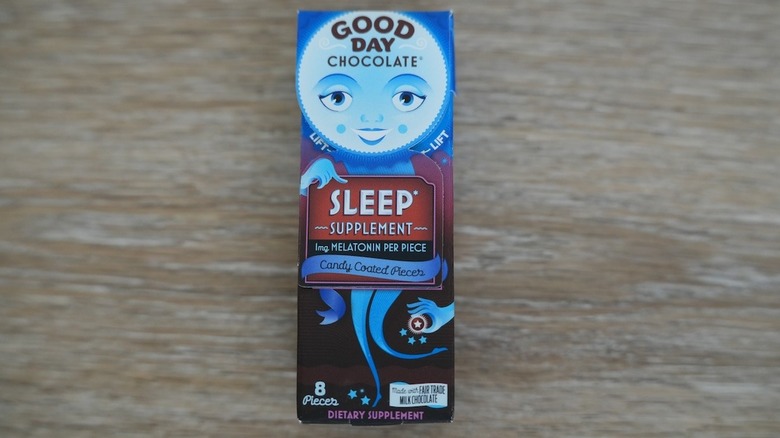 GOOD
DAY
CHOCOLATE®
LIFT
LIFT
SLEEP*
SUPPLEMENT
1mg MELATONIN PER PIECE
Candy Coated Pieces
8
Pieces
Made with FAIR TRADE
MILK CHOCOLATE
DIETARY SUPPLEMENT